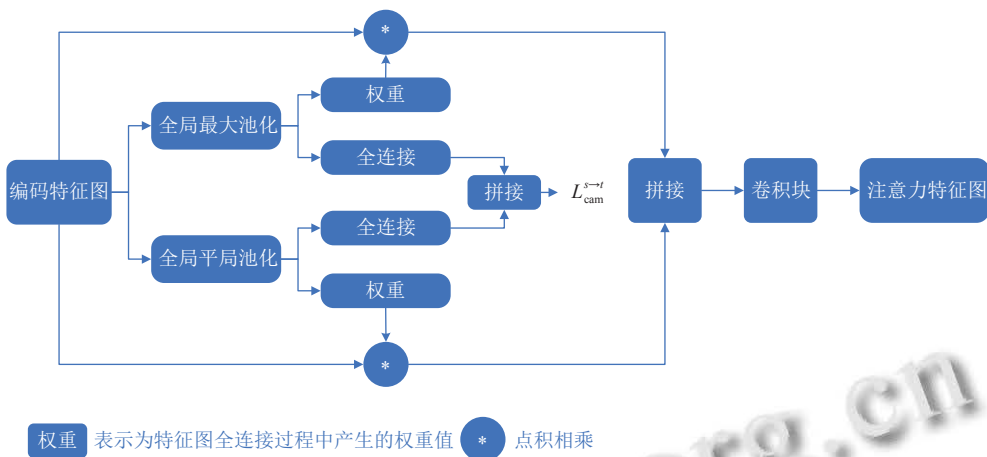 *
权重
全局最大池化
全连接
编码特征图
拼接
L_cam^{s→t}
拼接
卷积块
注意力特征图
全连接
全局平局池化
权重
*
权重 表示为特征图全连接过程中产生的权重值 * 点积相乘
rg.cn